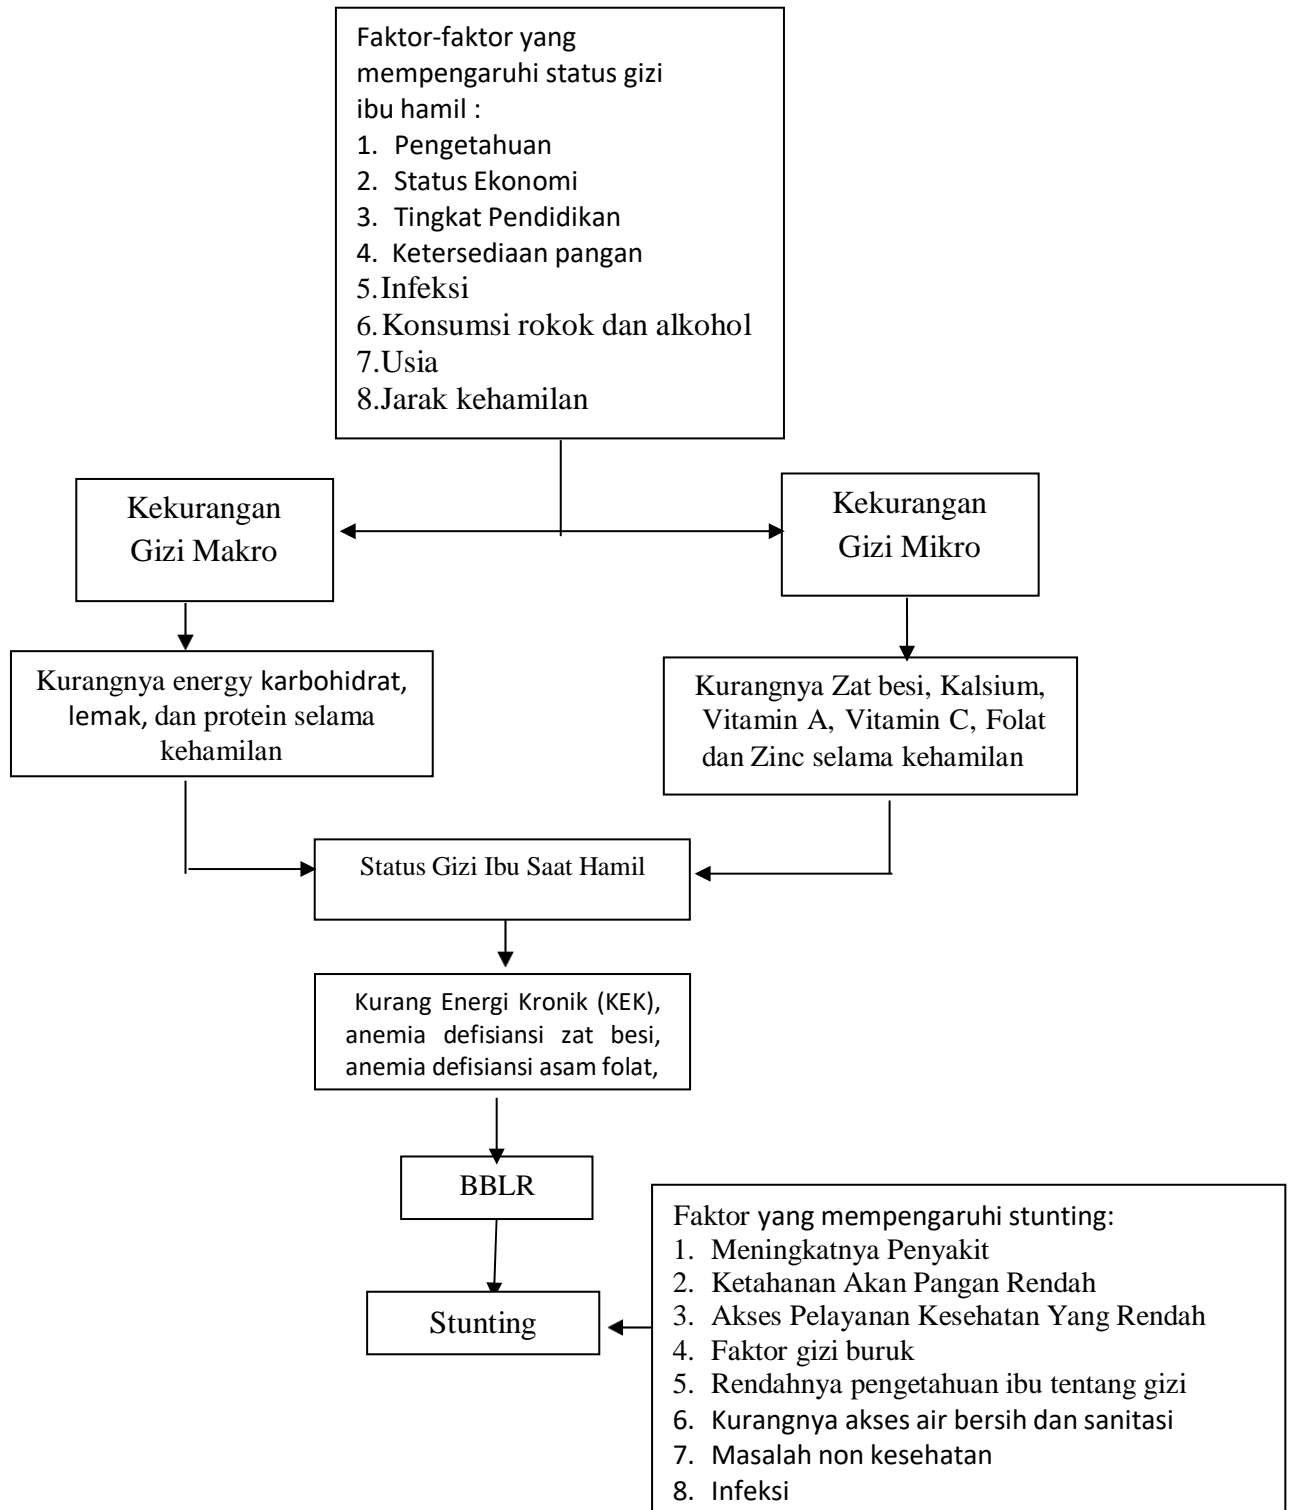 Faktor-faktor yang
mempengaruhi status gizi
ibu hamil :
1. Pengetahuan
2. Status Ekonomi
3. Tingkat Pendidikan
4. Ketersediaan pangan
5.Infeksi
6.Konsumsi rokok dan alkohol
7.Usia
8.Jarak kehamilan
Kekurangan
Gizi Makro
Kekurangan
Gizi Mikro
Kurangnya energy karbohidrat,
lemak, dan protein selama
kehamilan
Kurangnya Zat besi, Kalsium,
Vitamin A, Vitamin C, Folat
dan Zinc selama kehamilan
Status Gizi Ibu Saat Hamil
Kurang Energi Kronik (KEK),
anemia defisiansi zat besi,
anemia defisiansi asam folat,
BBLR
Stunting
Faktor yang mempengaruhi stunting:
1. Meningkatnya Penyakit
2. Ketahanan Akan Pangan Rendah
3. Akses Pelayanan Kesehatan Yang Rendah
4. Faktor gizi buruk
5. Rendahnya pengetahuan ibu tentang gizi
6. Kurangnya akses air bersih dan sanitasi
7. Masalah non kesehatan
8. Infeksi